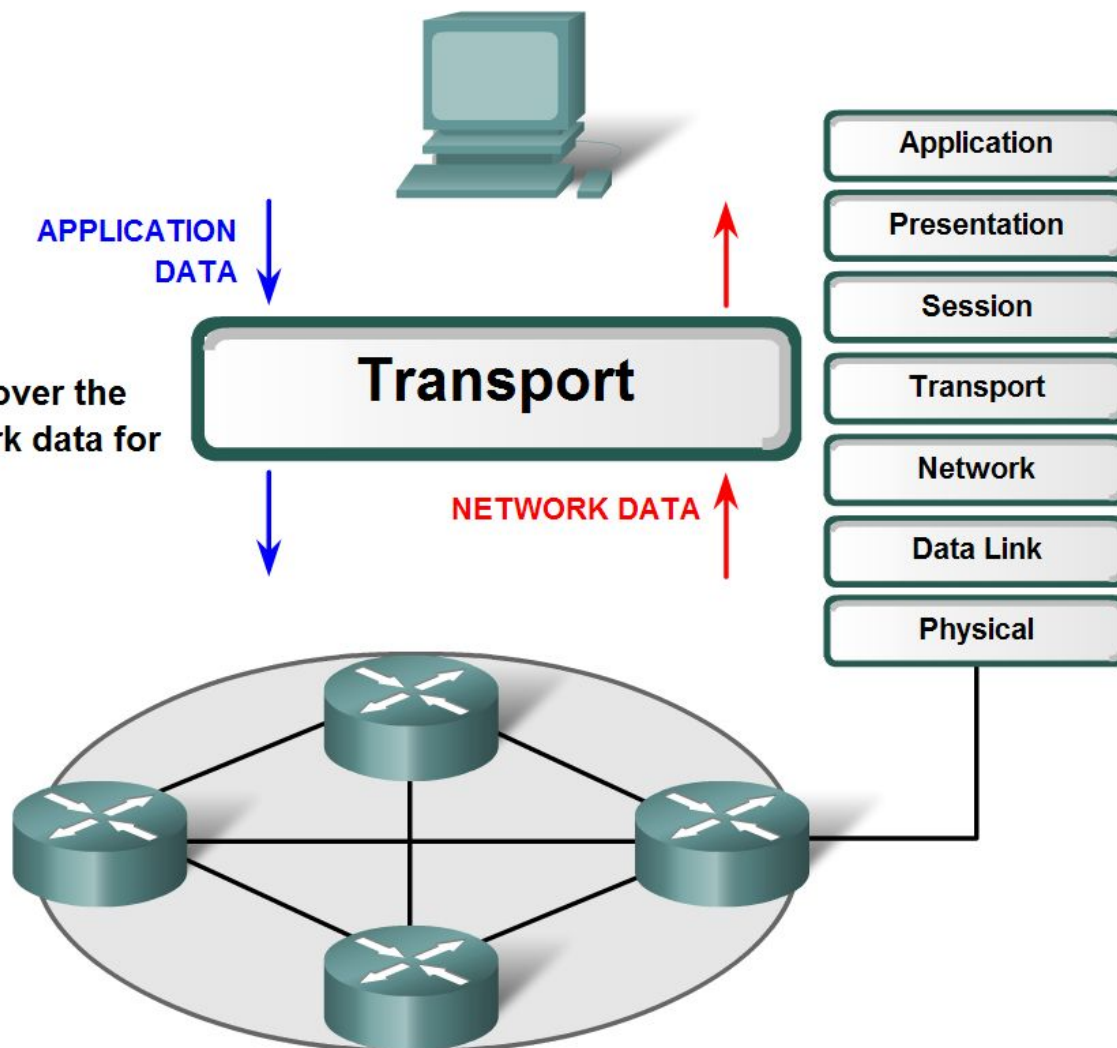 APPLICATION
DATA
over the
rk data for
Transport
NETWORK DATA
Application
Presentation
Session
Transport
Network
Data Link
Physical